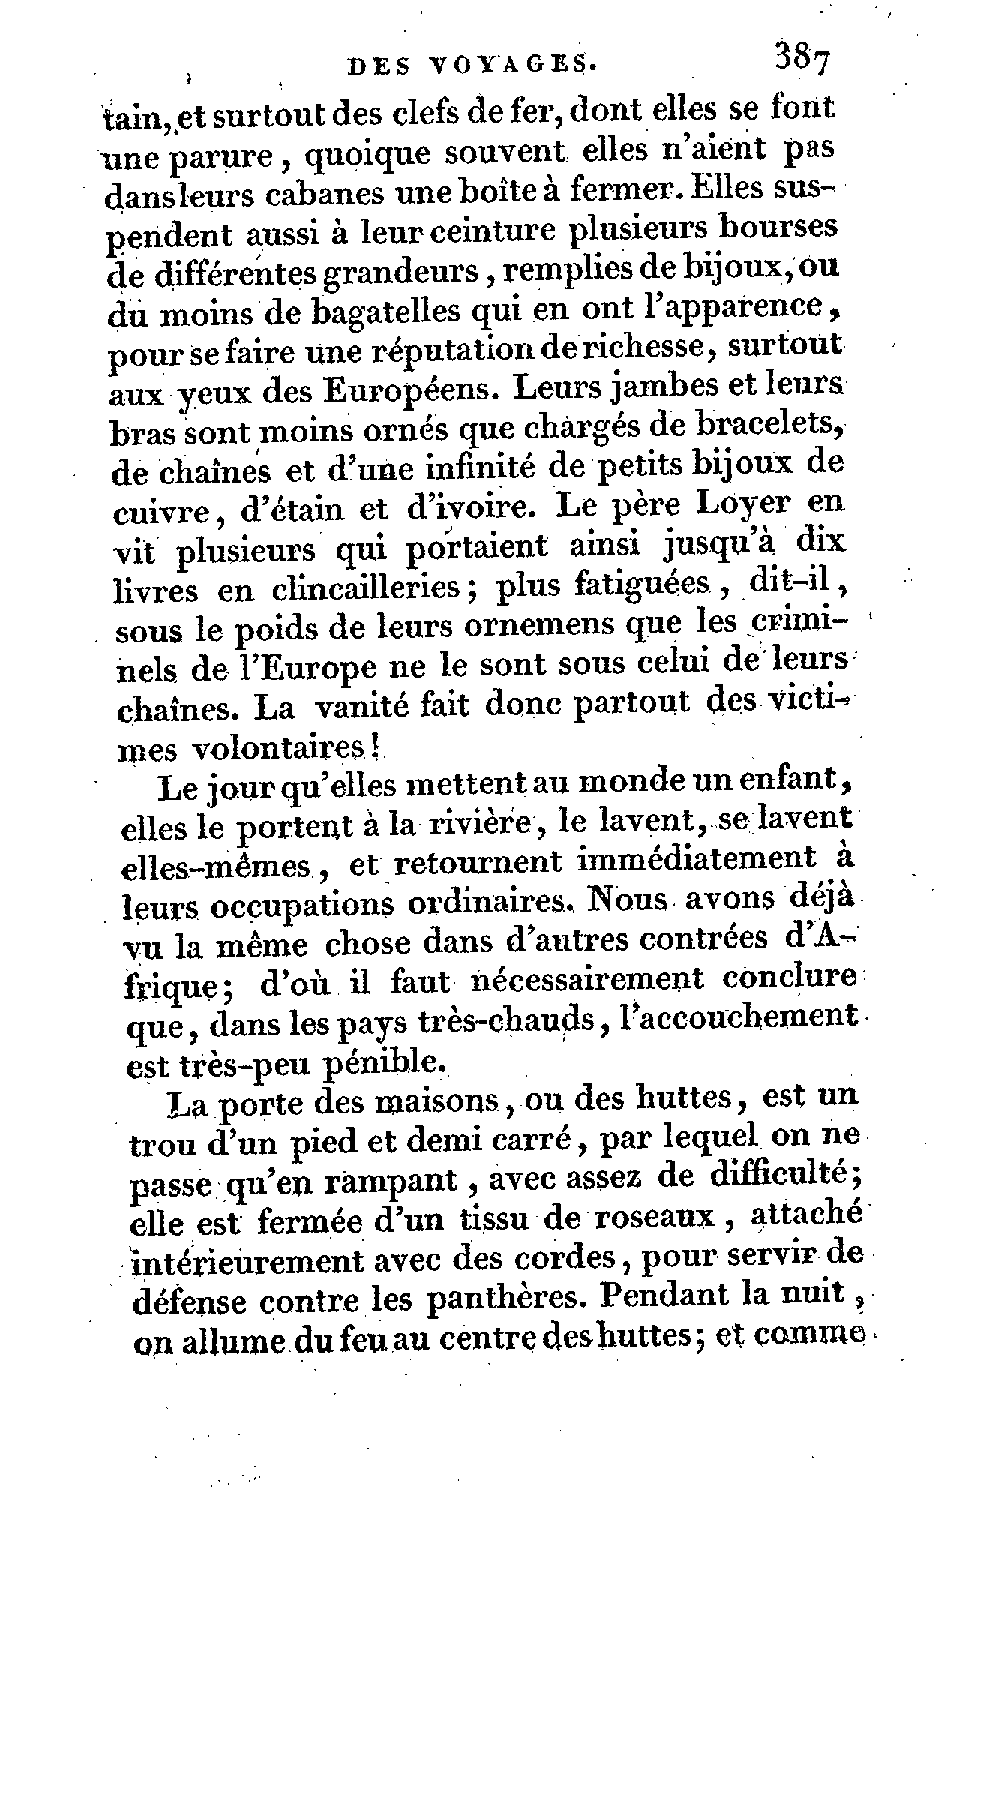 DES VOYAGES. 387
tain, et surtout des clefs de fer, dont elles se font
une parure, quoique souvent elles n'aient pas
dans leurs cabanes une boîte à fermer. Elles sus-
pendent aussi à leur ceinture plusieurs bourses
de différentes grandeurs, remplies de bijoux, ou
du moins de bagatelles qui en ont l'apparence,
pour se faire une réputation de richesse, surtout
aux yeux des Européens. Leurs jambes et leurs
bras sont moins ornés que chargés de bracelets,
de chaînes et d'une infinité de petits bijoux de
cuivre, d'étain et d'ivoire. Le père Loyer en
vit plusieurs qui portaient ainsi jusqu'à dix
livres en clincailleries; plus fatiguées, dit-il,
sous le poids de leurs ornemens que les crimi-
nels de l'Europe ne le sont sous celui de leurs
chaînes. La vanité fait donc partout des victi-
mes volontaires!
Le jour qu'elles mettent au monde un enfant,
elles le portent à la rivière, le lavent, se lavent
elles-mêmes, et retournent immédiatement à
leurs occupations ordinaires. Nous avons déjà
vu la même chose dans d'autres contrées d'A-
frique; d'où il faut nécessairement conclure
que, dans les pays très-chauds, l'accouchement
est très-peu pénible.
La porte des maisons, ou des huttes, est un
trou d'un pied et demi carré, par lequel on ne
passe qu'en rampant, avec assez de difficulté;
elle est fermée d'un tissu de roseaux, attaché
intérieurement avec des cordes, pour servir de
défense contre les panthères. Pendant la nuit,
on allume du feu au centre des huttes; et comme